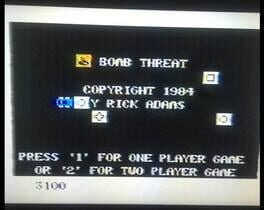 BOMB THREAT
COPYRIGHT 1984
Y RICK ADAMS
PRESS '1' FOR ONE PLAYER GAME
OR '2' FOR TWO PLAYER GAME
3100